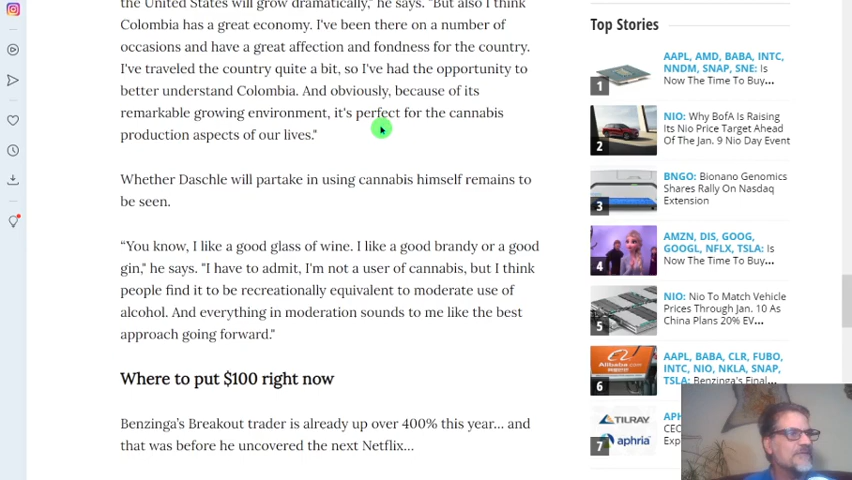 the United States will grow dramatically," he says. "But also I think
Colombia has a great economy. I've been there on a number of
occasions and have a great affection and fondness for the country.
I've traveled the country quite a bit, so I've had the opportunity to
better understand Colombia. And obviously, because of its
remarkable growing environment, it's perfect for the cannabis
production aspects of our lives."
Whether Daschle will partake in using cannabis himself remains to
be seen.
“You know, I like a good glass of wine. I like a good brandy or a good
gin," he says. "I have to admit, I'm not a user of cannabis, but I think
people find it to be recreationally equivalent to moderate use of
alcohol. And everything in moderation sounds to me like the best
approach going forward."
Where to put $100 right now
Benzinga’s Breakout trader is already up over 400% this year… and
that was before he uncovered the next Netflix…
Top Stories
1
AAPL, AMD, BABA, INTC,
NNDM, SNAP, SNE: Is
Now The Time To Buy...
2
NIO: Why BofA Is Raising
Its Nio Price Target Ahead
Of The Jan. 9 Nio Day Event
3
BNGO: Bionano Genomics
Shares Rally On Nasdaq
Extension
4
AMZN, DIS, GOOG,
GOOGL, NFLX, TSLA: Is
Now The Time To Buy...
5
NIO: Nio To Match Vehicle
Prices Through Jan. 10 As
China Plans 20% EV...
6
Alibaba.com
AAPL, BABA, CLR, FUBO,
INTC, NIO, NKLA, SNAP,
TSLA: Benzinga's Final...
7
TILRAY
aphria